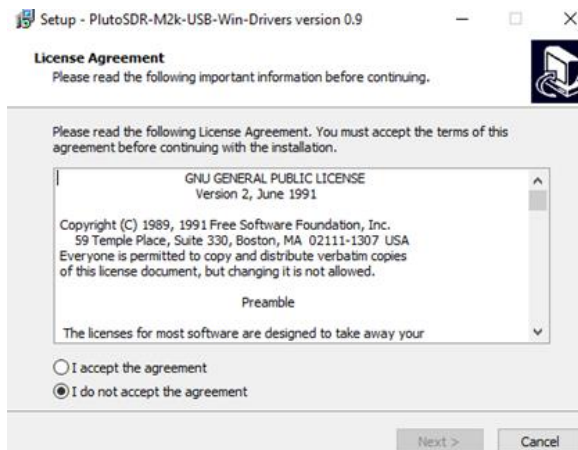 Setup - PlutoSDR-M2k-USB-Win-Drivers version 0.9
License Agreement
Please read the following important information before continuing.
Please read the following License Agreement. You must accept the terms of this
agreement before continuing with the installation.
GNU GENERAL PUBLIC LICENSE
Version 2, June 1991
Copyright (C) 1989, 1991 Free Software Foundation, Inc.
59 Temple Place, Suite 330, Boston, MA 02111-1307 USA
Everyone is permitted to copy and distribute verbatim copies
of this license document, but changing it is not allowed.
Preamble
The licenses for most software are designed to take away your
I accept the agreement
I do not accept the agreement
Next >
Cancel